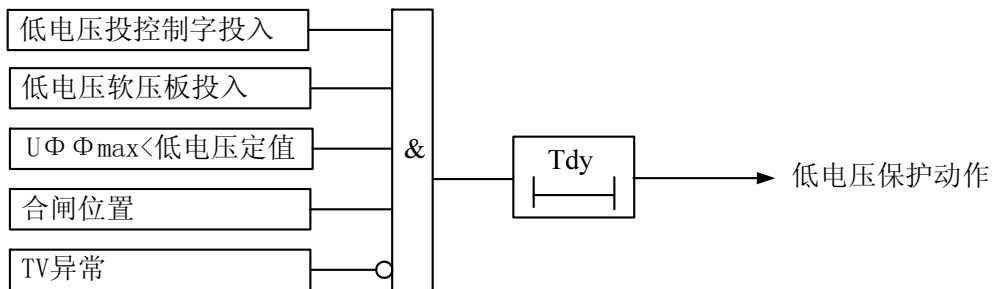 低电压投控制字投入
低电压软压板投入
UΦΦmax<低电压定值
合闸位置
TV异常
&
Tdy
低电压保护动作